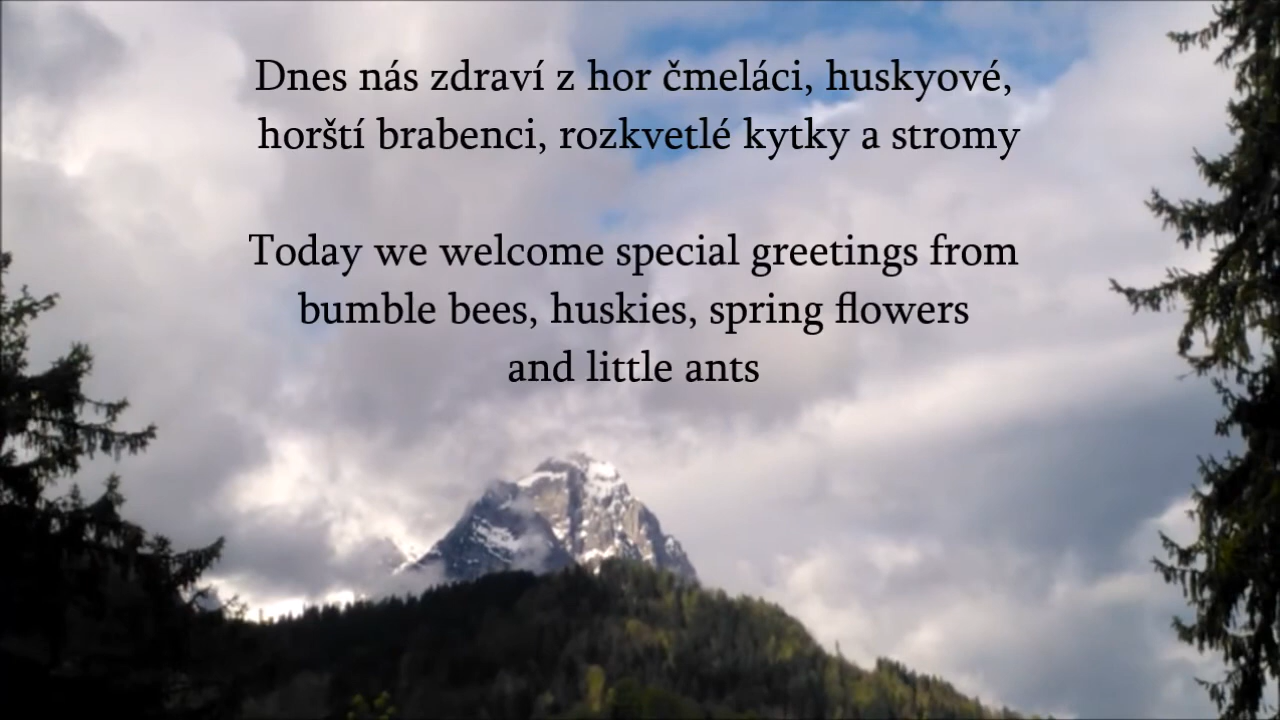 Dnes nás zdraví z hor čmeláci, huskyové,
horští brabenci, rozkvetlé kytky a stromy
Today we welcome special greetings from
bumble bees, huskies, spring flowers
and little ants